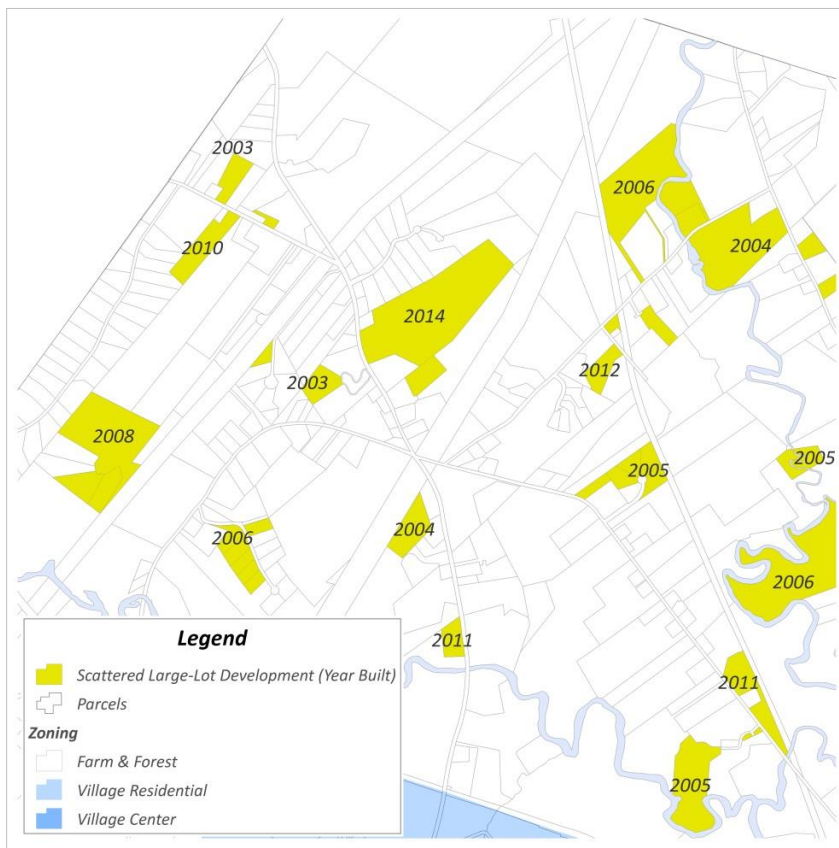 2003
2006
2010
2004
2014
2012
2003
2008
2005
2005
2004
2006
2006
2011
2011
2005
Legend
Scattered Large-Lot Development (Year Built)
Parcels
Zoning
Farm & Forest
Village Residential
Village Center